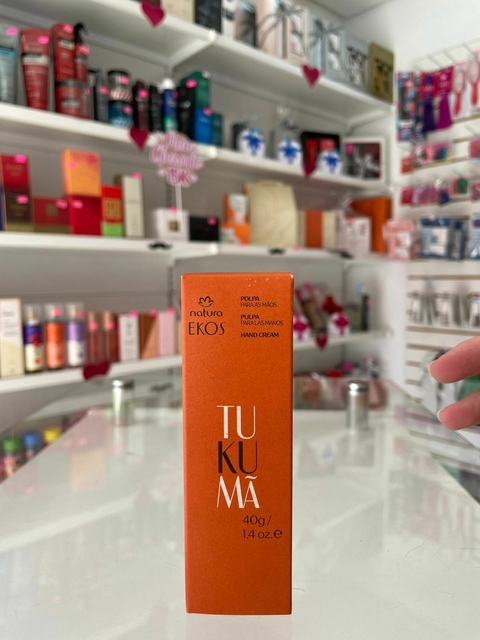 natura
EKOS
POLPA
PARA AS MÃOS
PULPA
PARA LAS MANOS
HAND CREAM
TU
KU
MÃ
40g/
1.4 oz.e